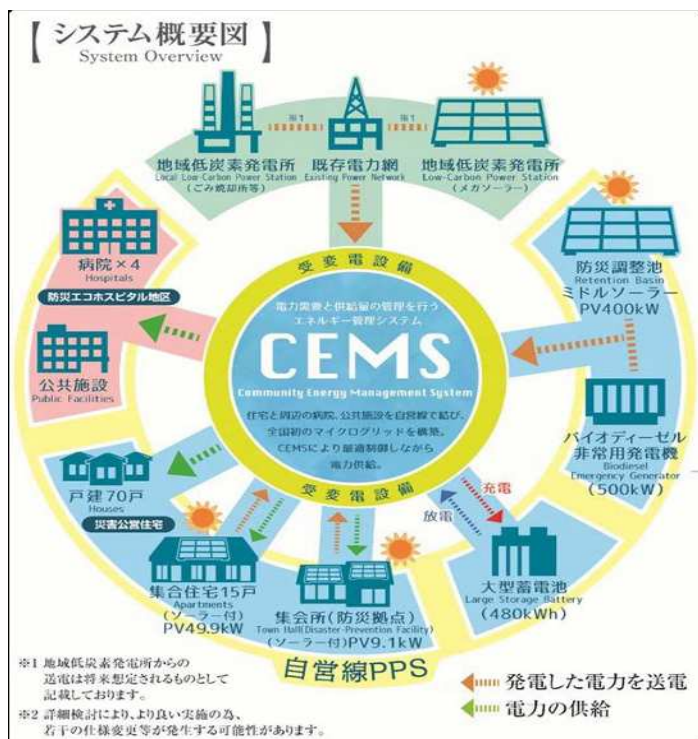 【システム概要図】
System Overview
※1
※1
地域低炭素発電所
Local Low-Carbon Power Station
(ごみ焼却所等)
既存電力網
Existing Power Network
地域低炭素発電所
Low-Carbon Power Station
(メガソーラー)
病院×4
Hospitals
防災エコホスピタル地区
公共施設
Public Facilities
防災調整池
Retention Basin
ミドルソーラー
PV400kW
バイオディーゼル
非常用発電機
Biodiesel
Emergency Generator
(500kW)
受変電設備
電力需要と供給量の管理を行う
エネルギー管理システム
CEMS
Community Energy Management System
住宅と周辺の病院、公共施設を自営線で結び、
全国初のマイクログリッドを構築。
CEMSにより最適制御しながら
電力供給。
受変電設備
戸建70戸
Houses
災害公営住宅
集合住宅15戸
Apartments
(ソーラー付)
PV49.9kW
集会所(防災拠点)
Town Hall(Disaster-Prevention Facility)
(ソーラー付)PV9.1kW
充電
放電
大型蓄電池
Large Storage Battery
(480kWh)
自営線PPS
※1 地域低炭素発電所からの
送電は将来想定されるものとして
記載しております。
※2 詳細検討により、より良い実施の為、
若干の仕様変更等が発生する可能性があります。
発電した電力を送電
電力の供給